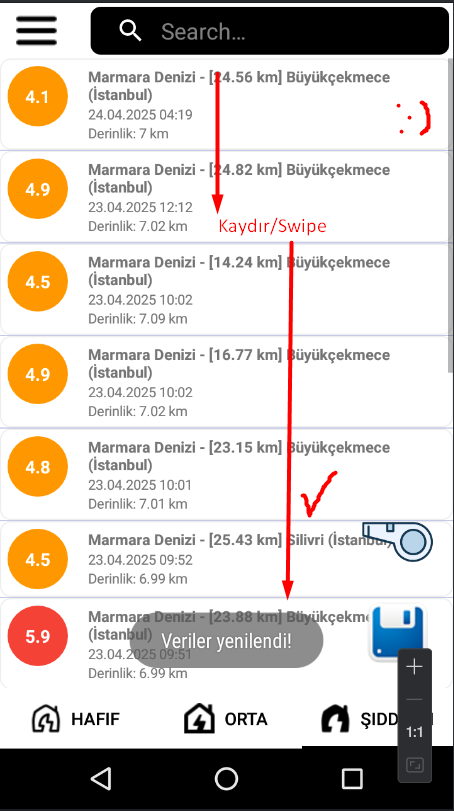 Search...
4.1
Marmara Denizi - [24.56 km] Büyükçekmece
(İstanbul)
24.04.2025 04:19
Derinlik: 7 km
:·)
4.9
Marmara Denizi - [24.82 km] Büyükçekmece
(İstanbul)
23.04.2025 12:12
Derinlik: 7.02 km
Kaydır/Swipe
4.5
Marmara Denizi - [14.24 km] Büyükçekmece
(İstanbul)
23.04.2025 10:02
Derinlik: 7.09 km
4.9
Marmara Denizi - [16.77 km] Büyükçekmece
(İstanbul)
23.04.2025 10:02
Derinlik: 7.02 km
4.8
Marmara Denizi - [23.15 km] Büyükçekmece
(İstanbul)
23.04.2025 10:01
Derinlik: 7.01 km
4.5
Marmara Denizi - [25.43 km] Silivri (İstanbul)
23.04.2025 09:52
Derinlik: 6.99 km
5.9
Marmara Denizi - [23.88 km] Büyükçekme
(İstanbul)
23.04.2025 09:51
Derinlik: 6.99 km
Veriler yenilendi!
HAFIF
ORTA
1:1